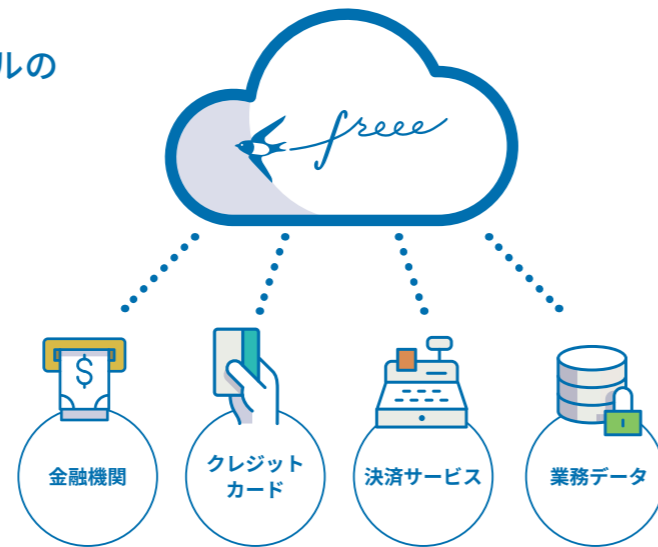 ルの
freee
$
金融機関
クレジット
カード
決済サービス
業務データ